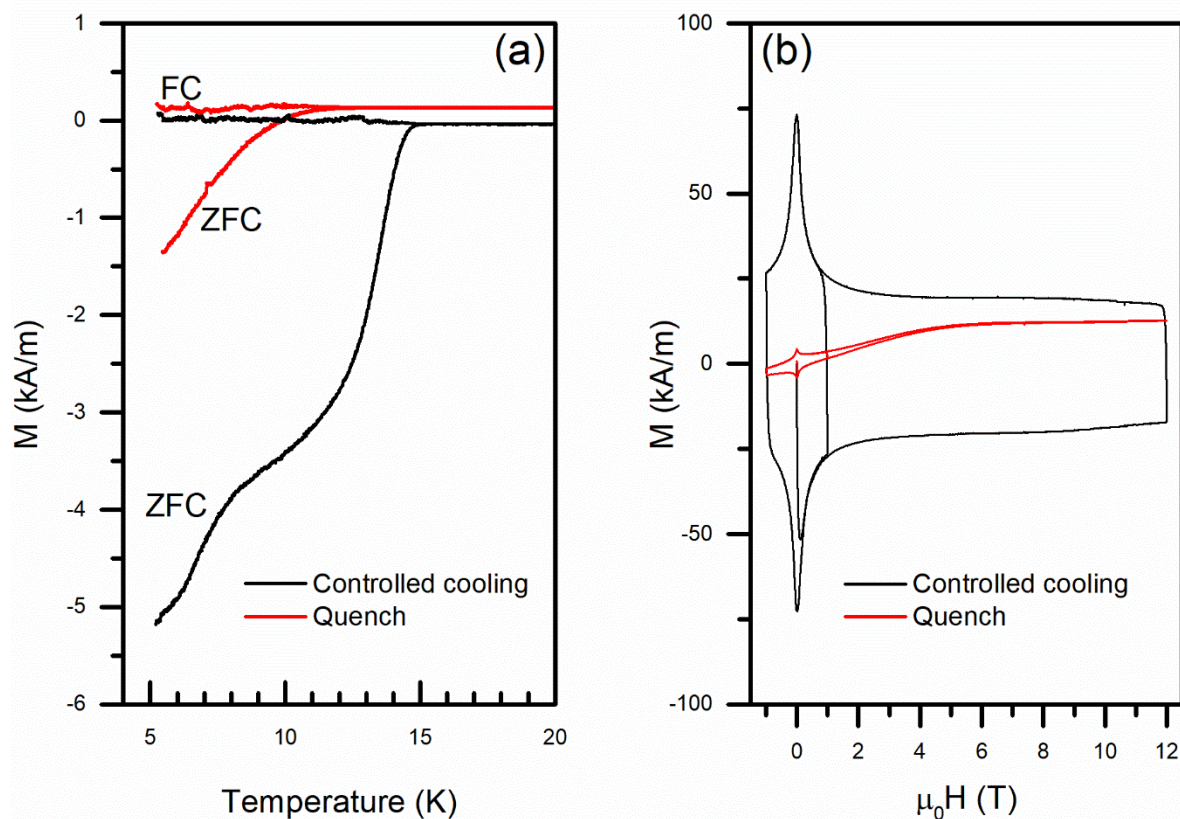 (a)
1
0
-1
-2
-3
-4
-5
-6
M (kA/m)
FC
ZFC
ZFC
Controlled cooling
Quench
5 10 15 20
Temperature (K)
(b)
100
50
0
-50
-100
M (kA/m)
Controlled cooling
Quench
0 2 4 6 8 10 12
μ₀H (T)